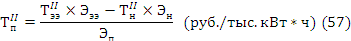 Т_п^II = (Т_ээ^II × Э_ээ − Т_н^II × Э_н) / Э_п (руб./тыс. кВт * ч) (57)